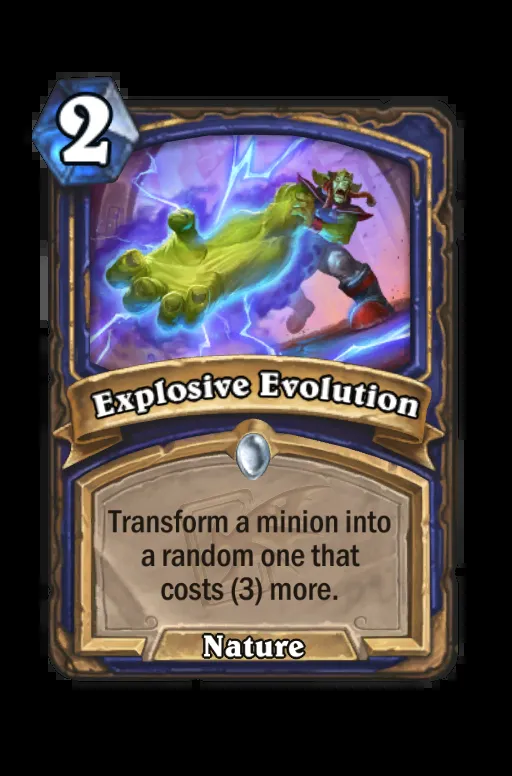 2
Explosive Evolution
Transform a minion into
a random one that
costs (3) more.
Nature